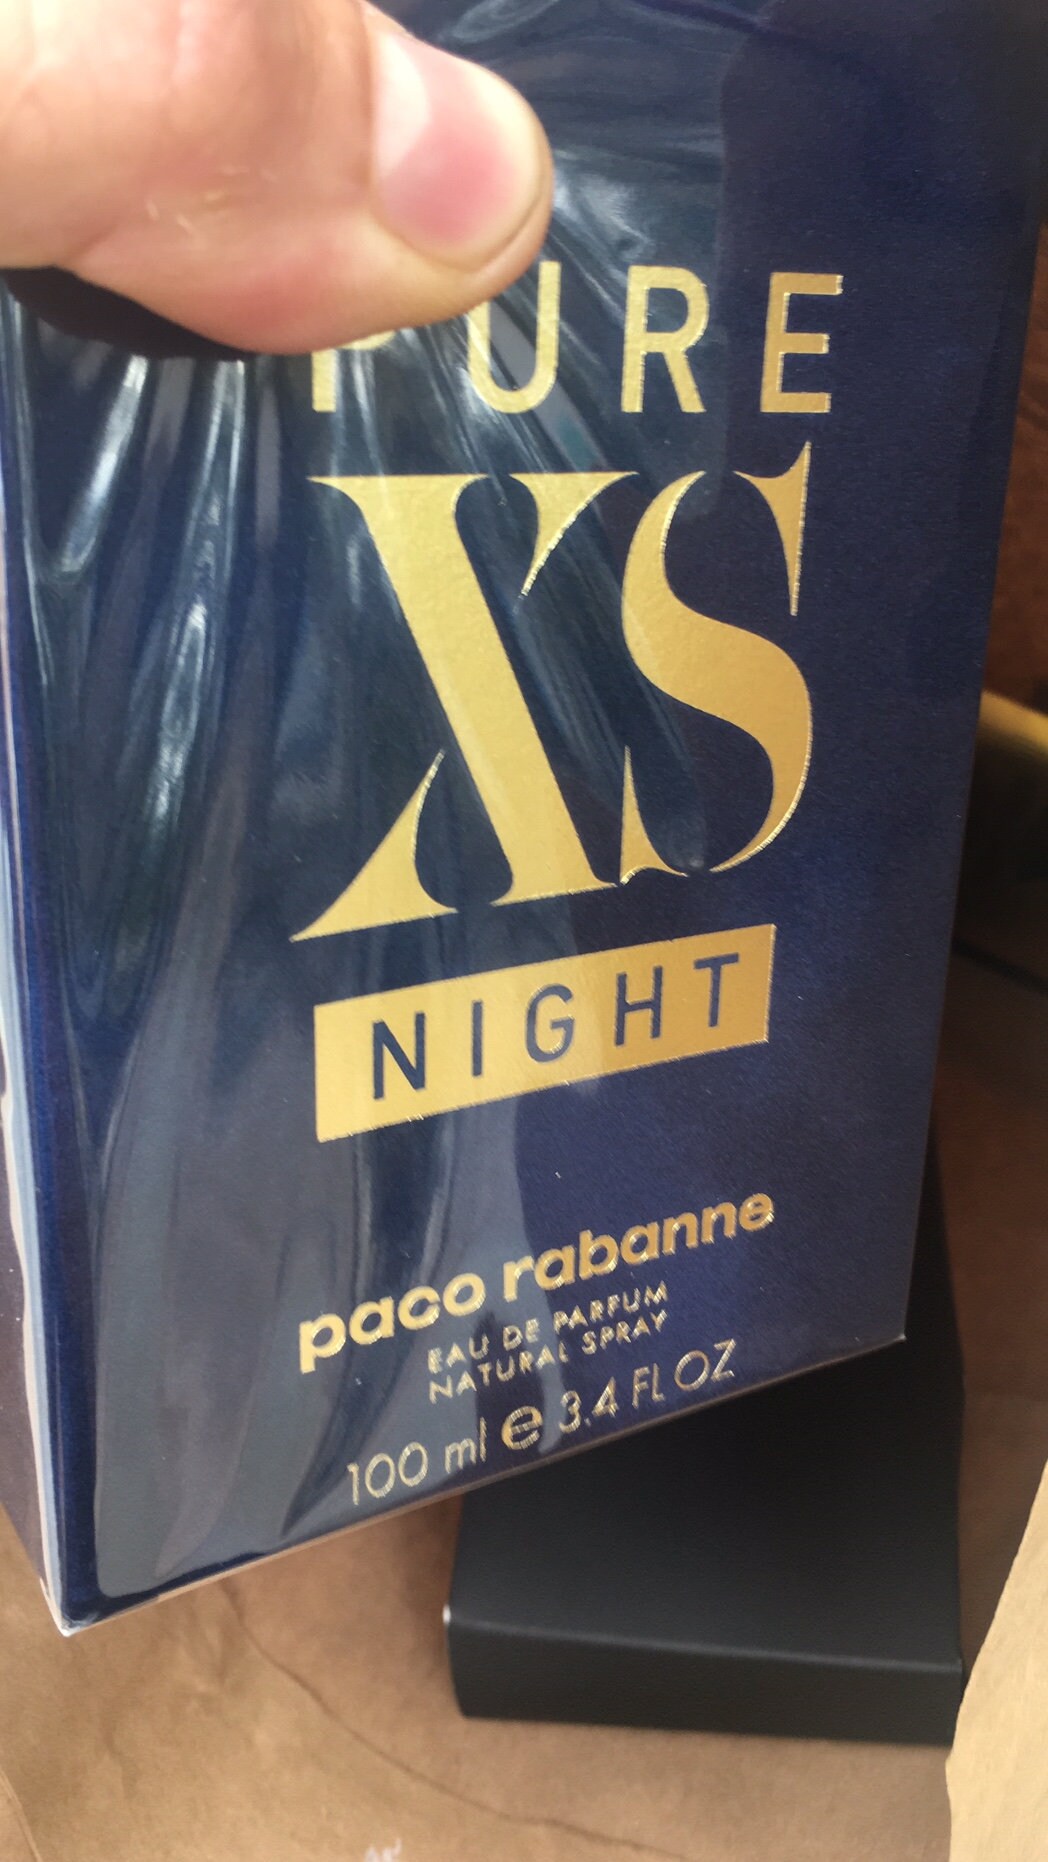 PURE
XS
NIGHT
paco rabanne
EAU DE PARFUM
NATURAL SPRAY
100 ml e 3.4 FL OZ